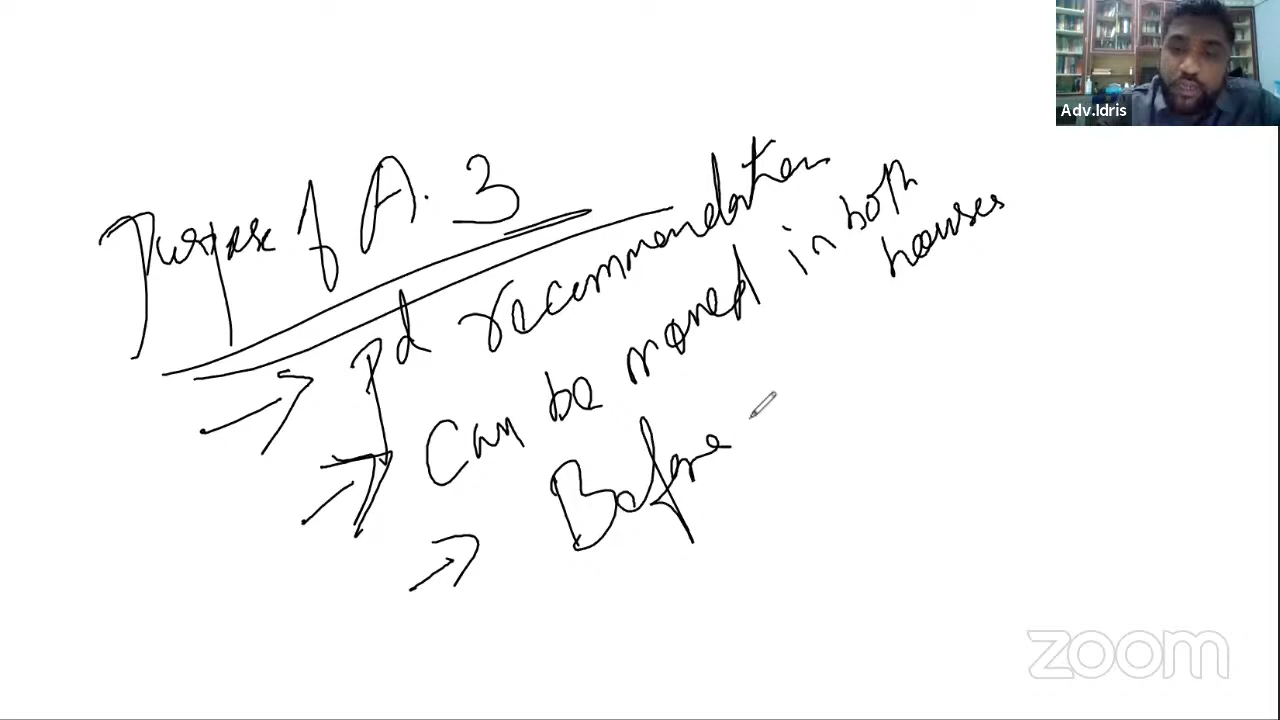 Purpose of A. 3
→ Pd recommendation
→ Can be moved in both houses
→ Before
Adv.Idris
zoom